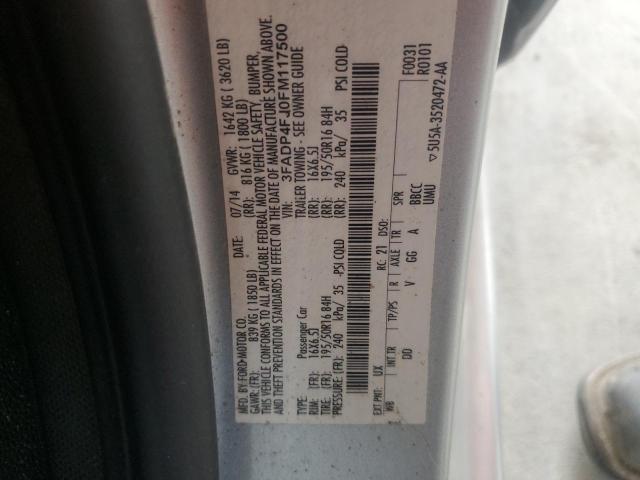 MFD. BY FORD MOTOR CO.
DATE: 07/14 GVWR: 1642 KG ( 3620 LB)
GAWR: (FR): 839 KG ( 1850 LB) (RR): 816 KG ( 1800 LB)
THIS VEHICLE CONFORMS TO ALL APPLICABLE FEDERAL MOTOR VEHICLE SAFETY, BUMPER,
AND THEFT PREVENTION STANDARDS IN EFFECT ON THE DATE OF MANUFACTURE SHOWN ABOVE.
VIN: 3FADP4FJ0FM117500
TYPE: Passenger Car TRAILER TOWING - SEE OWNER GUIDE
RIM: (FR): 16X6.5J (RR): 16X6.5J
TIRE: (FR): 195/50R16 84H (RR): 195/50R16 84H
PRESSURE: (FR): 240 kPa/ 35 PSI COLD (RR): 240 kPa/ 35 PSI COLD
F0031
R0101
EXT PNT: UX RC: 21 DSO:
WB INT TR TP/PS R AXLE TR SPR
DD V GG A BBCC
UMU
▽ 5U5A-3520472-AA